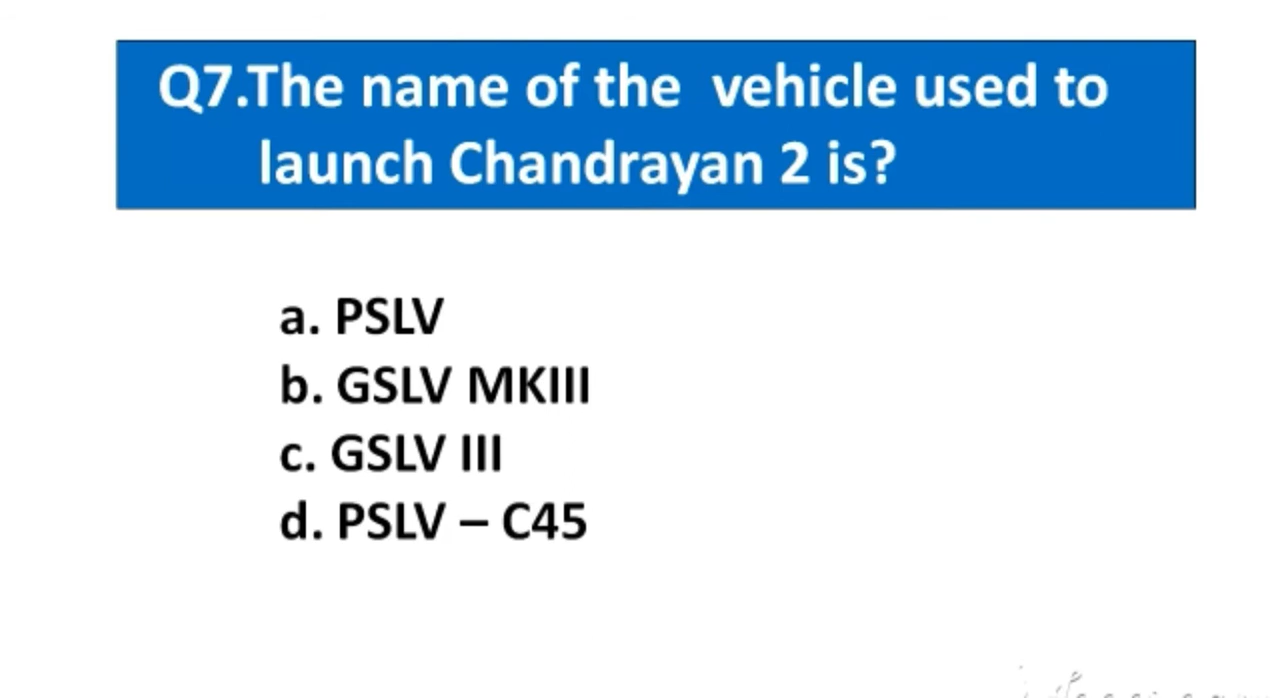 Q7.The name of the vehicle used to
launch Chandrayan 2 is?
a. PSLV
b. GSLV MKIII
c. GSLV III
d. PSLV – C45